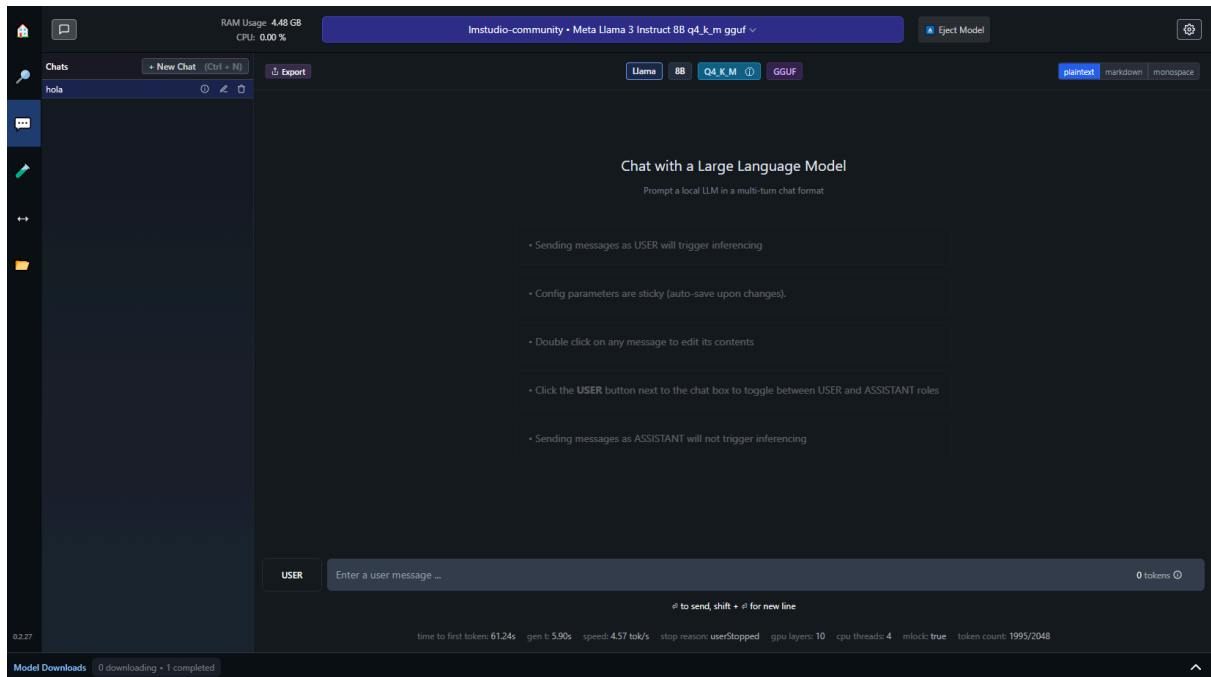 RAM Usage 4.48 GB
CPU: 0.00 %
lmstudio-community • Meta Llama 3 Instruct 8B q4_k_m gguf
Eject Model
Chats
+ New Chat (Ctrl + N)
hola
Export
Llama 8B Q4_K_M GGUF
plaintext markdown monospace
Chat with a Large Language Model
Prompt a local LLM in a multi-turn chat format
• Sending messages as USER will trigger inferencing
• Config parameters are sticky (auto-save upon changes).
• Double click on any message to edit its contents
• Click the USER button next to the chat box to toggle between USER and ASSISTANT roles
• Sending messages as ASSISTANT will not trigger inferencing
USER
Enter a user message ...
0 tokens
⏎ to send, shift + ⏎ for new line
time to first token: 61.24s gen t: 5.90s speed: 4.57 tok/s stop reason: userStopped gpu layers: 10 cpu threads: 4 mlock: true token count: 1995/2048
0.2.27
Model Downloads 0 downloading • 1 completed